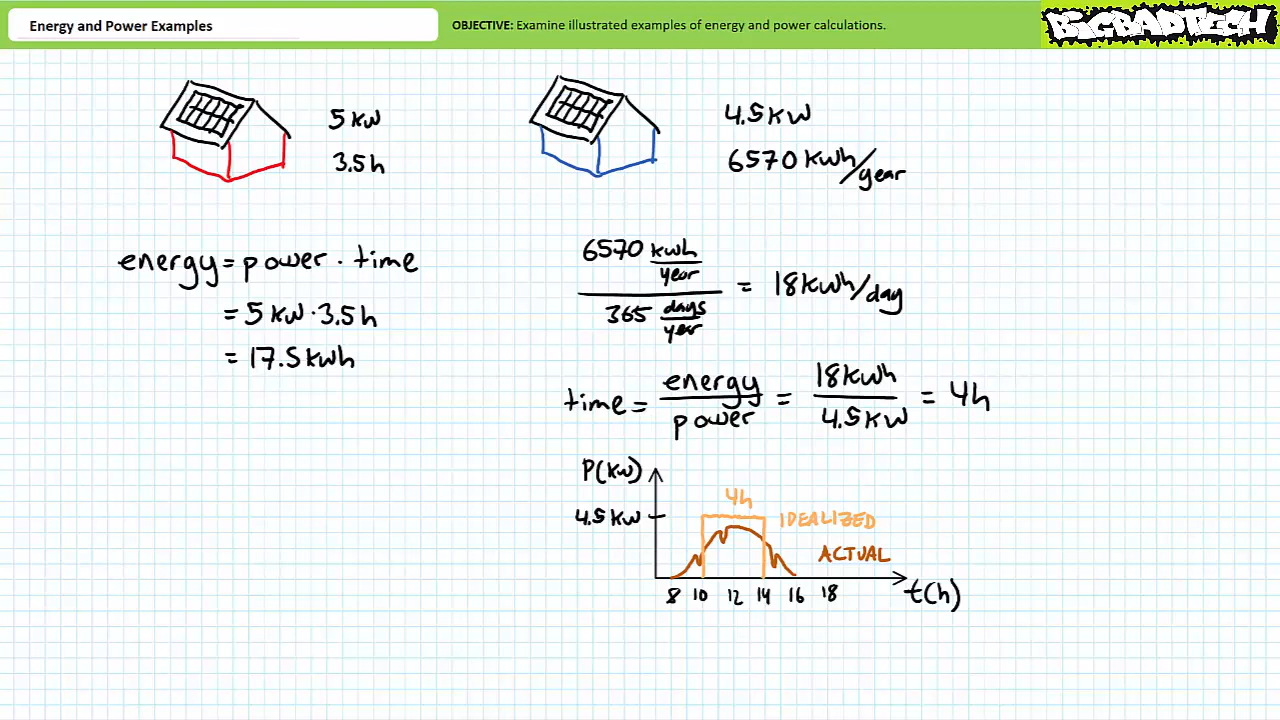 Energy and Power Examples
OBJECTIVE: Examine illustrated examples of energy and power calculations.
BIGBADTECH
5 kW
3.5 h
energy = power · time
= 5 kW · 3.5 h
= 17.5 kWh
4.5 kW
6570 kWh/year
6570 kWh/year
365 days/year
= 18 kWh/day
time = energy/power = 18 kWh/4.5 kW = 4h
P(kW)
4h
4.5 kW
IDEALIZED
ACTUAL
8 10 12 14 16 18
t(h)